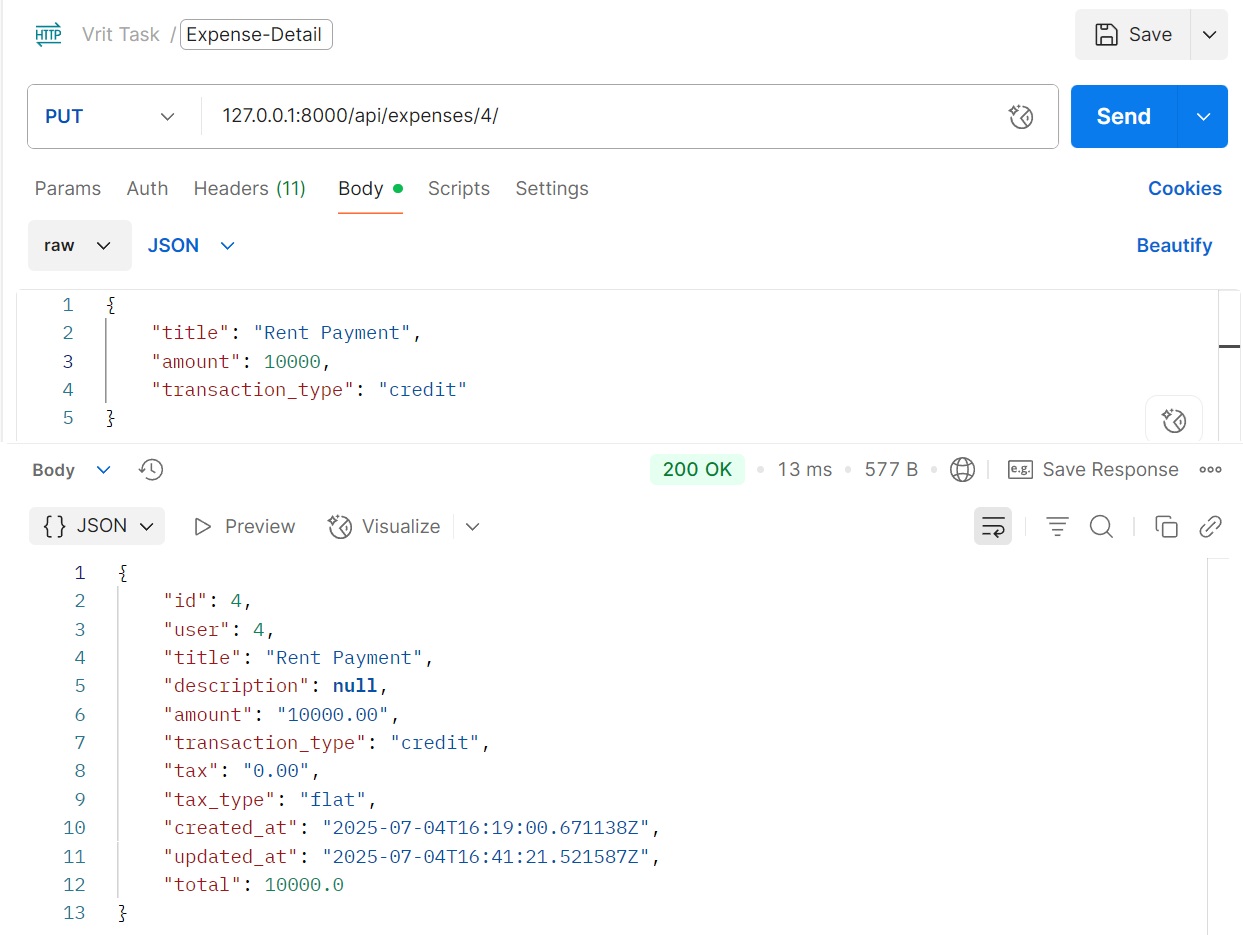 HTTP Vrit Task / Expense-Detail Save
PUT 127.0.0.1:8000/api/expenses/4/ Send
Params Auth Headers (11) Body Scripts Settings Cookies
raw JSON Beautify
1 {
2 "title": "Rent Payment",
3 "amount": 10000,
4 "transaction_type": "credit"
5 }
Body 200 OK 13 ms 577 B e.g. Save Response
{} JSON Preview Visualize
1 {
2 "id": 4,
3 "user": 4,
4 "title": "Rent Payment",
5 "description": null,
6 "amount": "10000.00",
7 "transaction_type": "credit",
8 "tax": "0.00",
9 "tax_type": "flat",
10 "created_at": "2025-07-04T16:19:00.671138Z",
11 "updated_at": "2025-07-04T16:41:21.521587Z",
12 "total": 10000.0
13 }